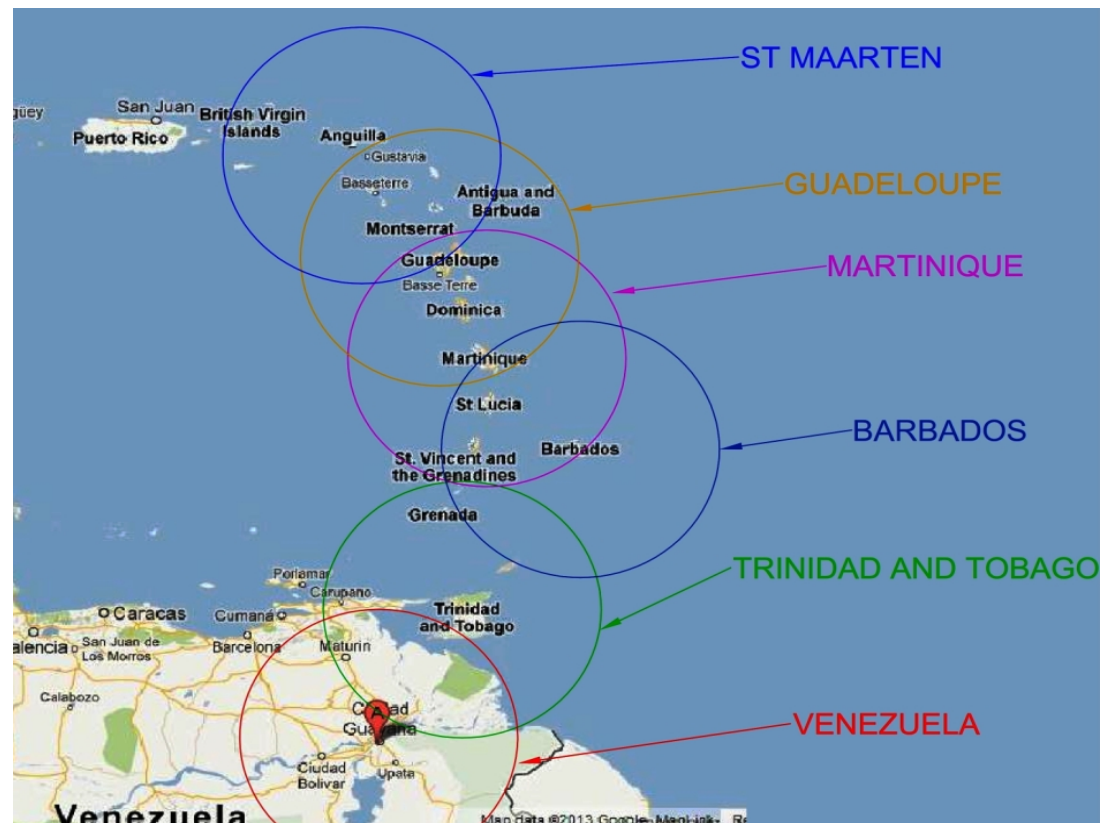 ST MAARTEN
güey
San Juan
British Virgin
Islands
Puerto Rico
Anguilla
Gustavia
Basseterre
Antigua and
Barbuda
GUADELOUPE
Montserrat
Guadeloupe
Basse Terre
MARTINIQUE
Dominica
Martinique
St Lucia
BARBADOS
Barbados
St. Vincent and
the Grenadines
Grenada
TRINIDAD AND TOBAGO
Porlamar
Carupano
Caracas
Cumaná
Trinidad
and Tobago
alencia
San Juan de
Los Morros
Barcelona
Maturin
Calabozo
A
Guayana
VENEZUELA
Ciudad
Bolivar
Upata
Venezuela
Map data ©2013 Google, MapLink